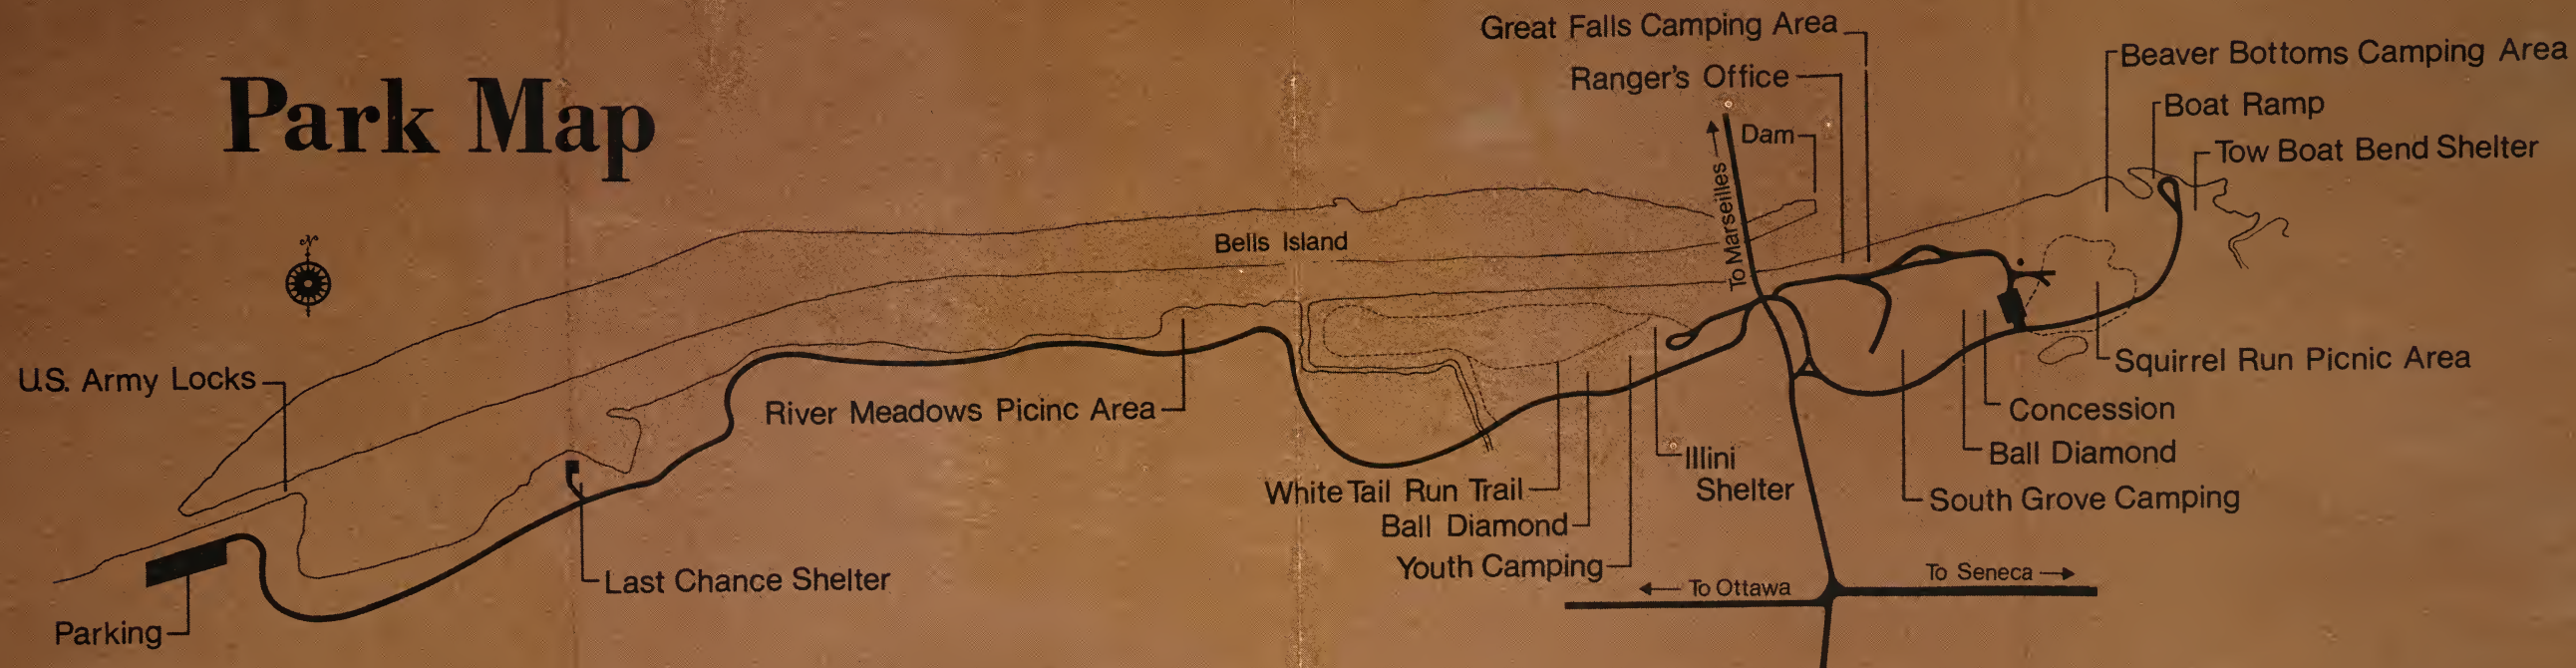 Park Map
Great Falls Camping Area
Ranger's Office
Dam
Beaver Bottoms Camping Area
Boat Ramp
Tow Boat Bend Shelter
To Marseilles
Bells Island
N
U.S. Army Locks
River Meadows Picinc Area
Squirrel Run Picnic Area
Concession
Ball Diamond
South Grove Camping
Illini
Shelter
White Tail Run Trail
Ball Diamond
Youth Camping
Last Chance Shelter
To Ottawa
To Seneca
Parking